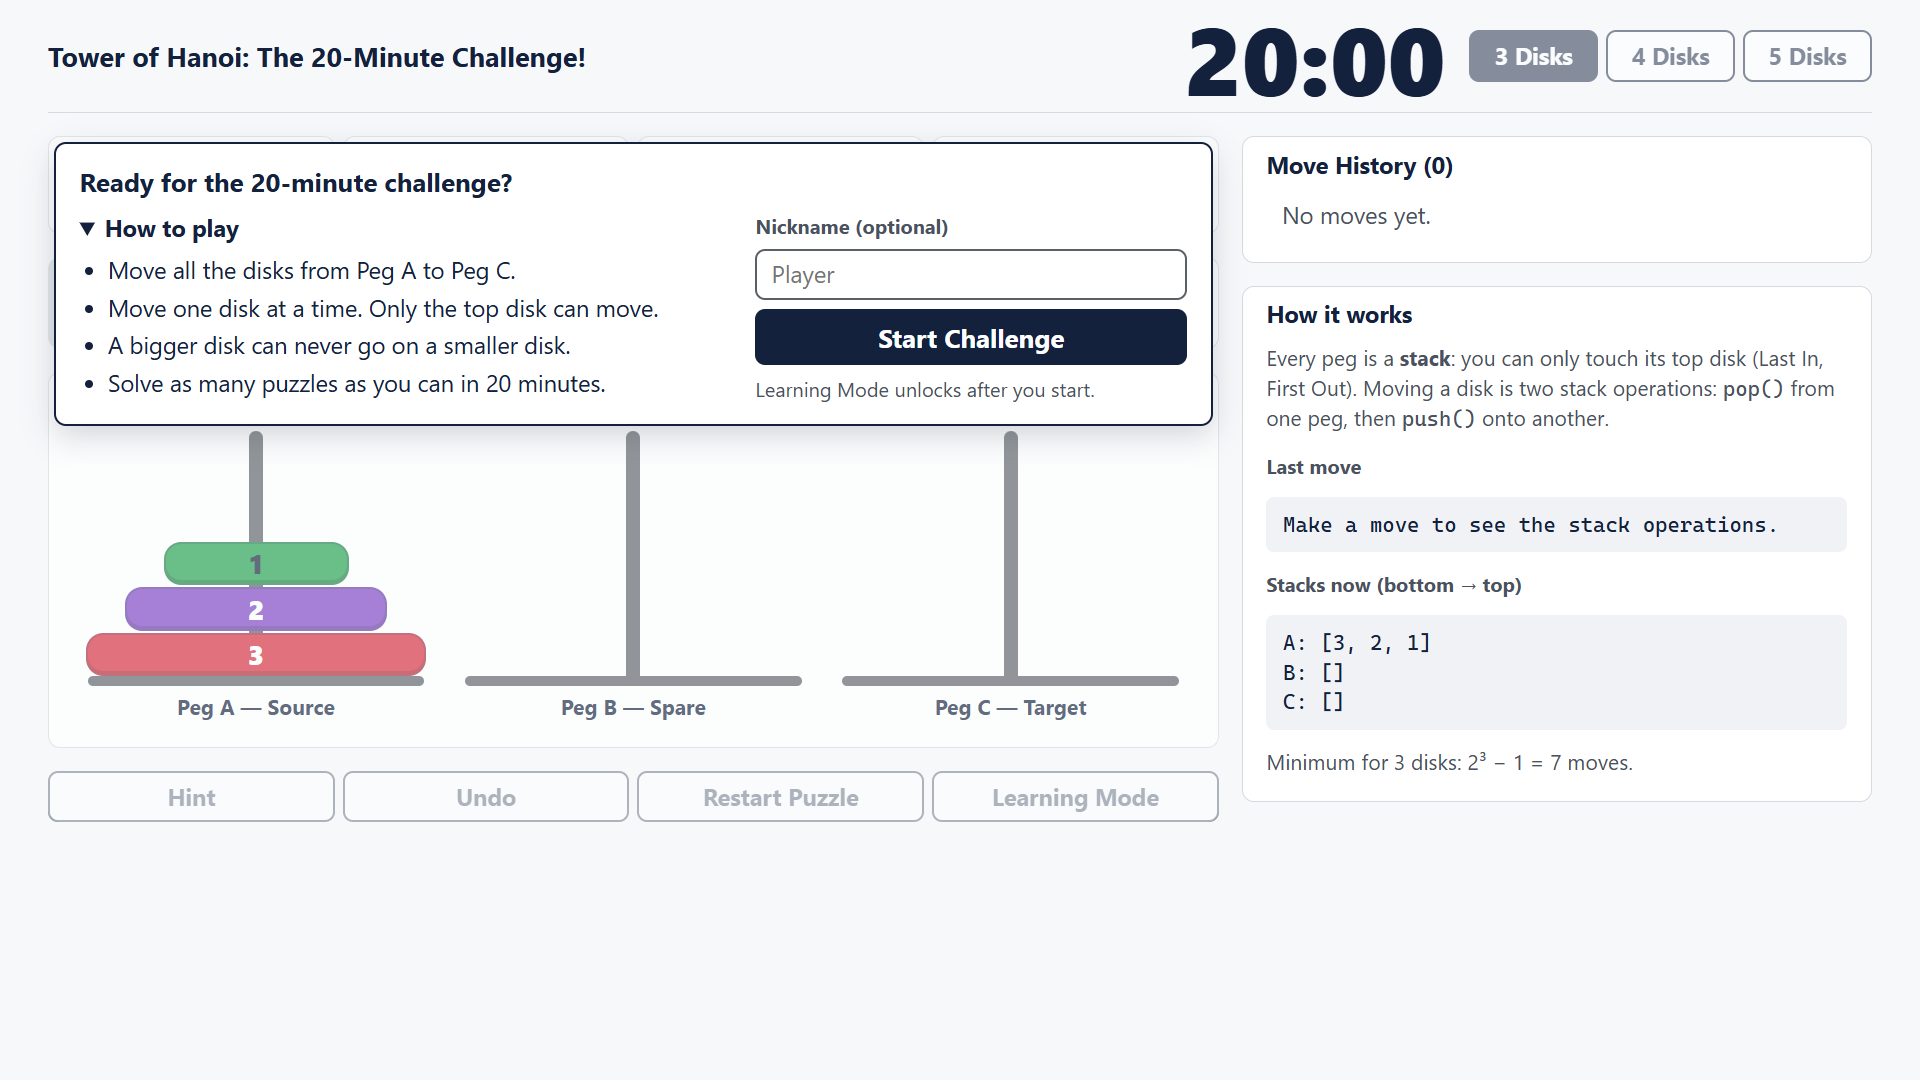 Tower of Hanoi: The 20-Minute Challenge!
20:00
3 Disks
4 Disks
5 Disks
Ready for the 20-minute challenge?
▼ How to play
• Move all the disks from Peg A to Peg C.
• Move one disk at a time. Only the top disk can move.
• A bigger disk can never go on a smaller disk.
• Solve as many puzzles as you can in 20 minutes.
Nickname (optional)
Player
Start Challenge
Learning Mode unlocks after you start.
1
2
3
Peg A — Source
Peg B — Spare
Peg C — Target
Hint
Undo
Restart Puzzle
Learning Mode
Move History (0)
No moves yet.
How it works
Every peg is a stack: you can only touch its top disk (Last In,
First Out). Moving a disk is two stack operations: pop() from
one peg, then push() onto another.
Last move
Make a move to see the stack operations.
Stacks now (bottom → top)
A: [3, 2, 1]
B: []
C: []
Minimum for 3 disks: 2³ − 1 = 7 moves.